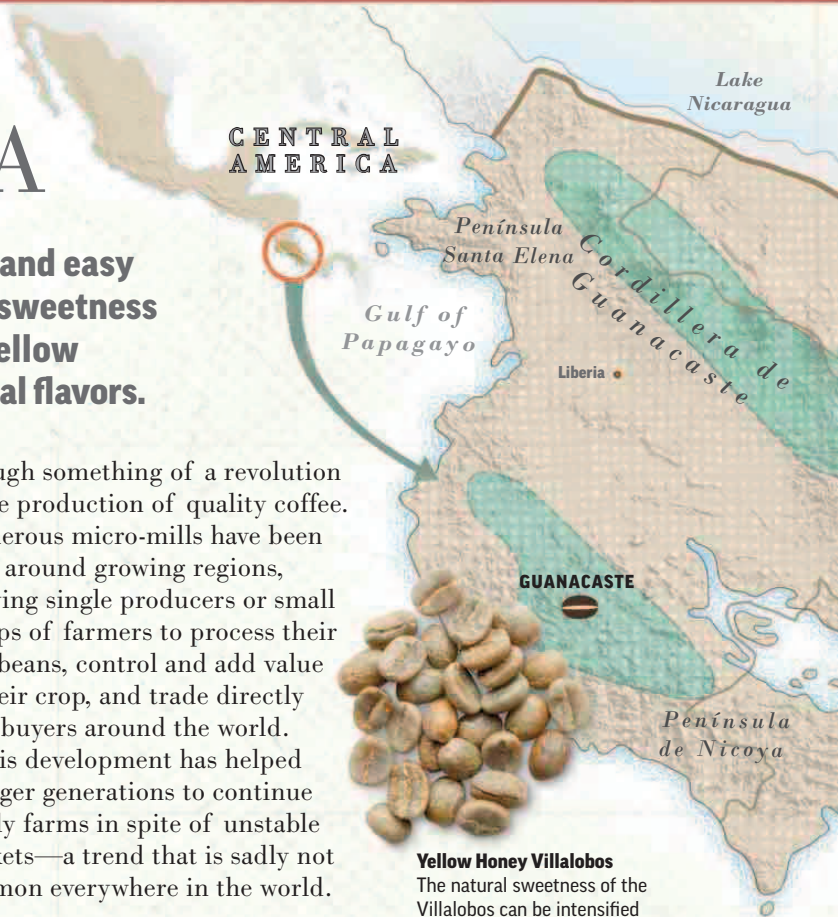 A
and easy
sweetness
ellow
al flavors.
ugh something of a revolution
e production of quality coffee.
nerous micro-mills have been
around growing regions,
ving single producers or small
ps of farmers to process their
beans, control and add value
eir crop, and trade directly
buyers around the world.
is development has helped
ger generations to continue
ly farms in spite of unstable
kets—a trend that is sadly not
mon everywhere in the world.
CENTRAL
AMERICA
Lake
Nicaragua
Península
Santa Elena
Cordillera de
Guanacaste
Gulf of
Papagayo
Liberia
GUANACASTE
Península
de Nicoya
Yellow Honey Villalobos
The natural sweetness of the
Villalobos can be intensified